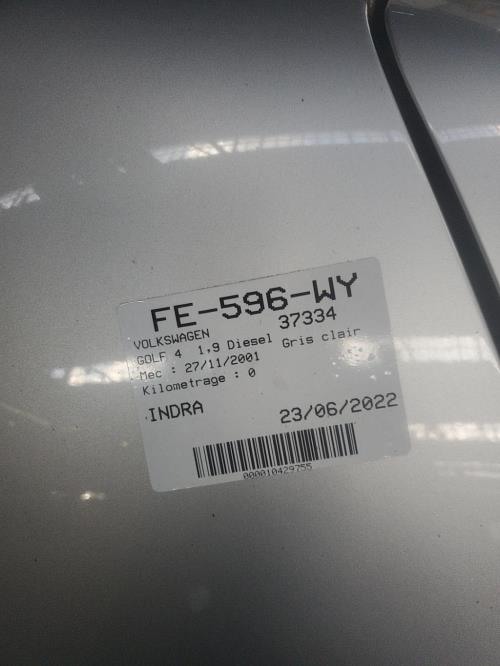 FE-596-WY
VOLKSWAGEN 37334
GOLF 4 1,9 Diesel Gris clair
Mec : 27/11/2001
Kilometrage : 0
INDRA 23/06/2022
000010429755